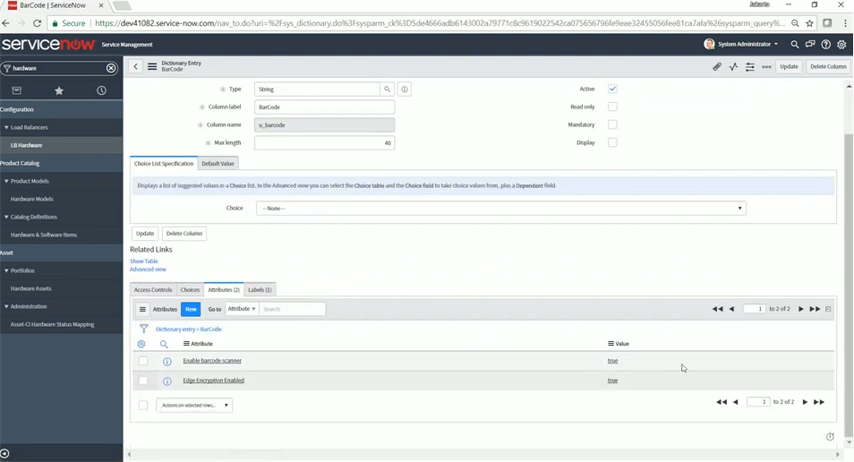 BarCode | ServiceNow
Jakarta
Secure
https://dev41082.service-now.com/nav_to.do?uri=%2Fsys_dictionary.do%3Fsysparm_ck%3D5de4666adb6143002a79771c8c9619022542ca075656796fe9eae32455056fee81ca7afa%26sysparm_query
servicenow Service Management
System Administrator
hardware
Dictionary Entry
BarCode
Update
Delete Column
Configuration
Load Balancers
LB Hardware
Product Catalog
Product Models
Hardware Models
Catalog Definitions
Hardware & Software Items
Asset
Portfolios
Hardware Assets
Administration
Asset-CI Hardware Status Mapping
Type String
Active
Column label BarCode
Read only
Column name u_barcode
Mandatory
Max length 40
Display
Choice List Specification Default Value
Displays a list of suggested values in a Choice list. In the Advanced view you can select the Choice table and the Choice field to take choice values from, plus a Dependent field.
Choice -- None --
Update Delete Column
Related Links
Show Table
Advanced view
Access Controls Choices Attributes (2) Labels (1)
Attributes New Go to Attribute Search 1 to 2 of 2
Dictionary entry = BarCode
Attribute Value
Enable barcode scanner true
Edge Encryption Enabled true
Actions on selected rows... 1 to 2 of 2